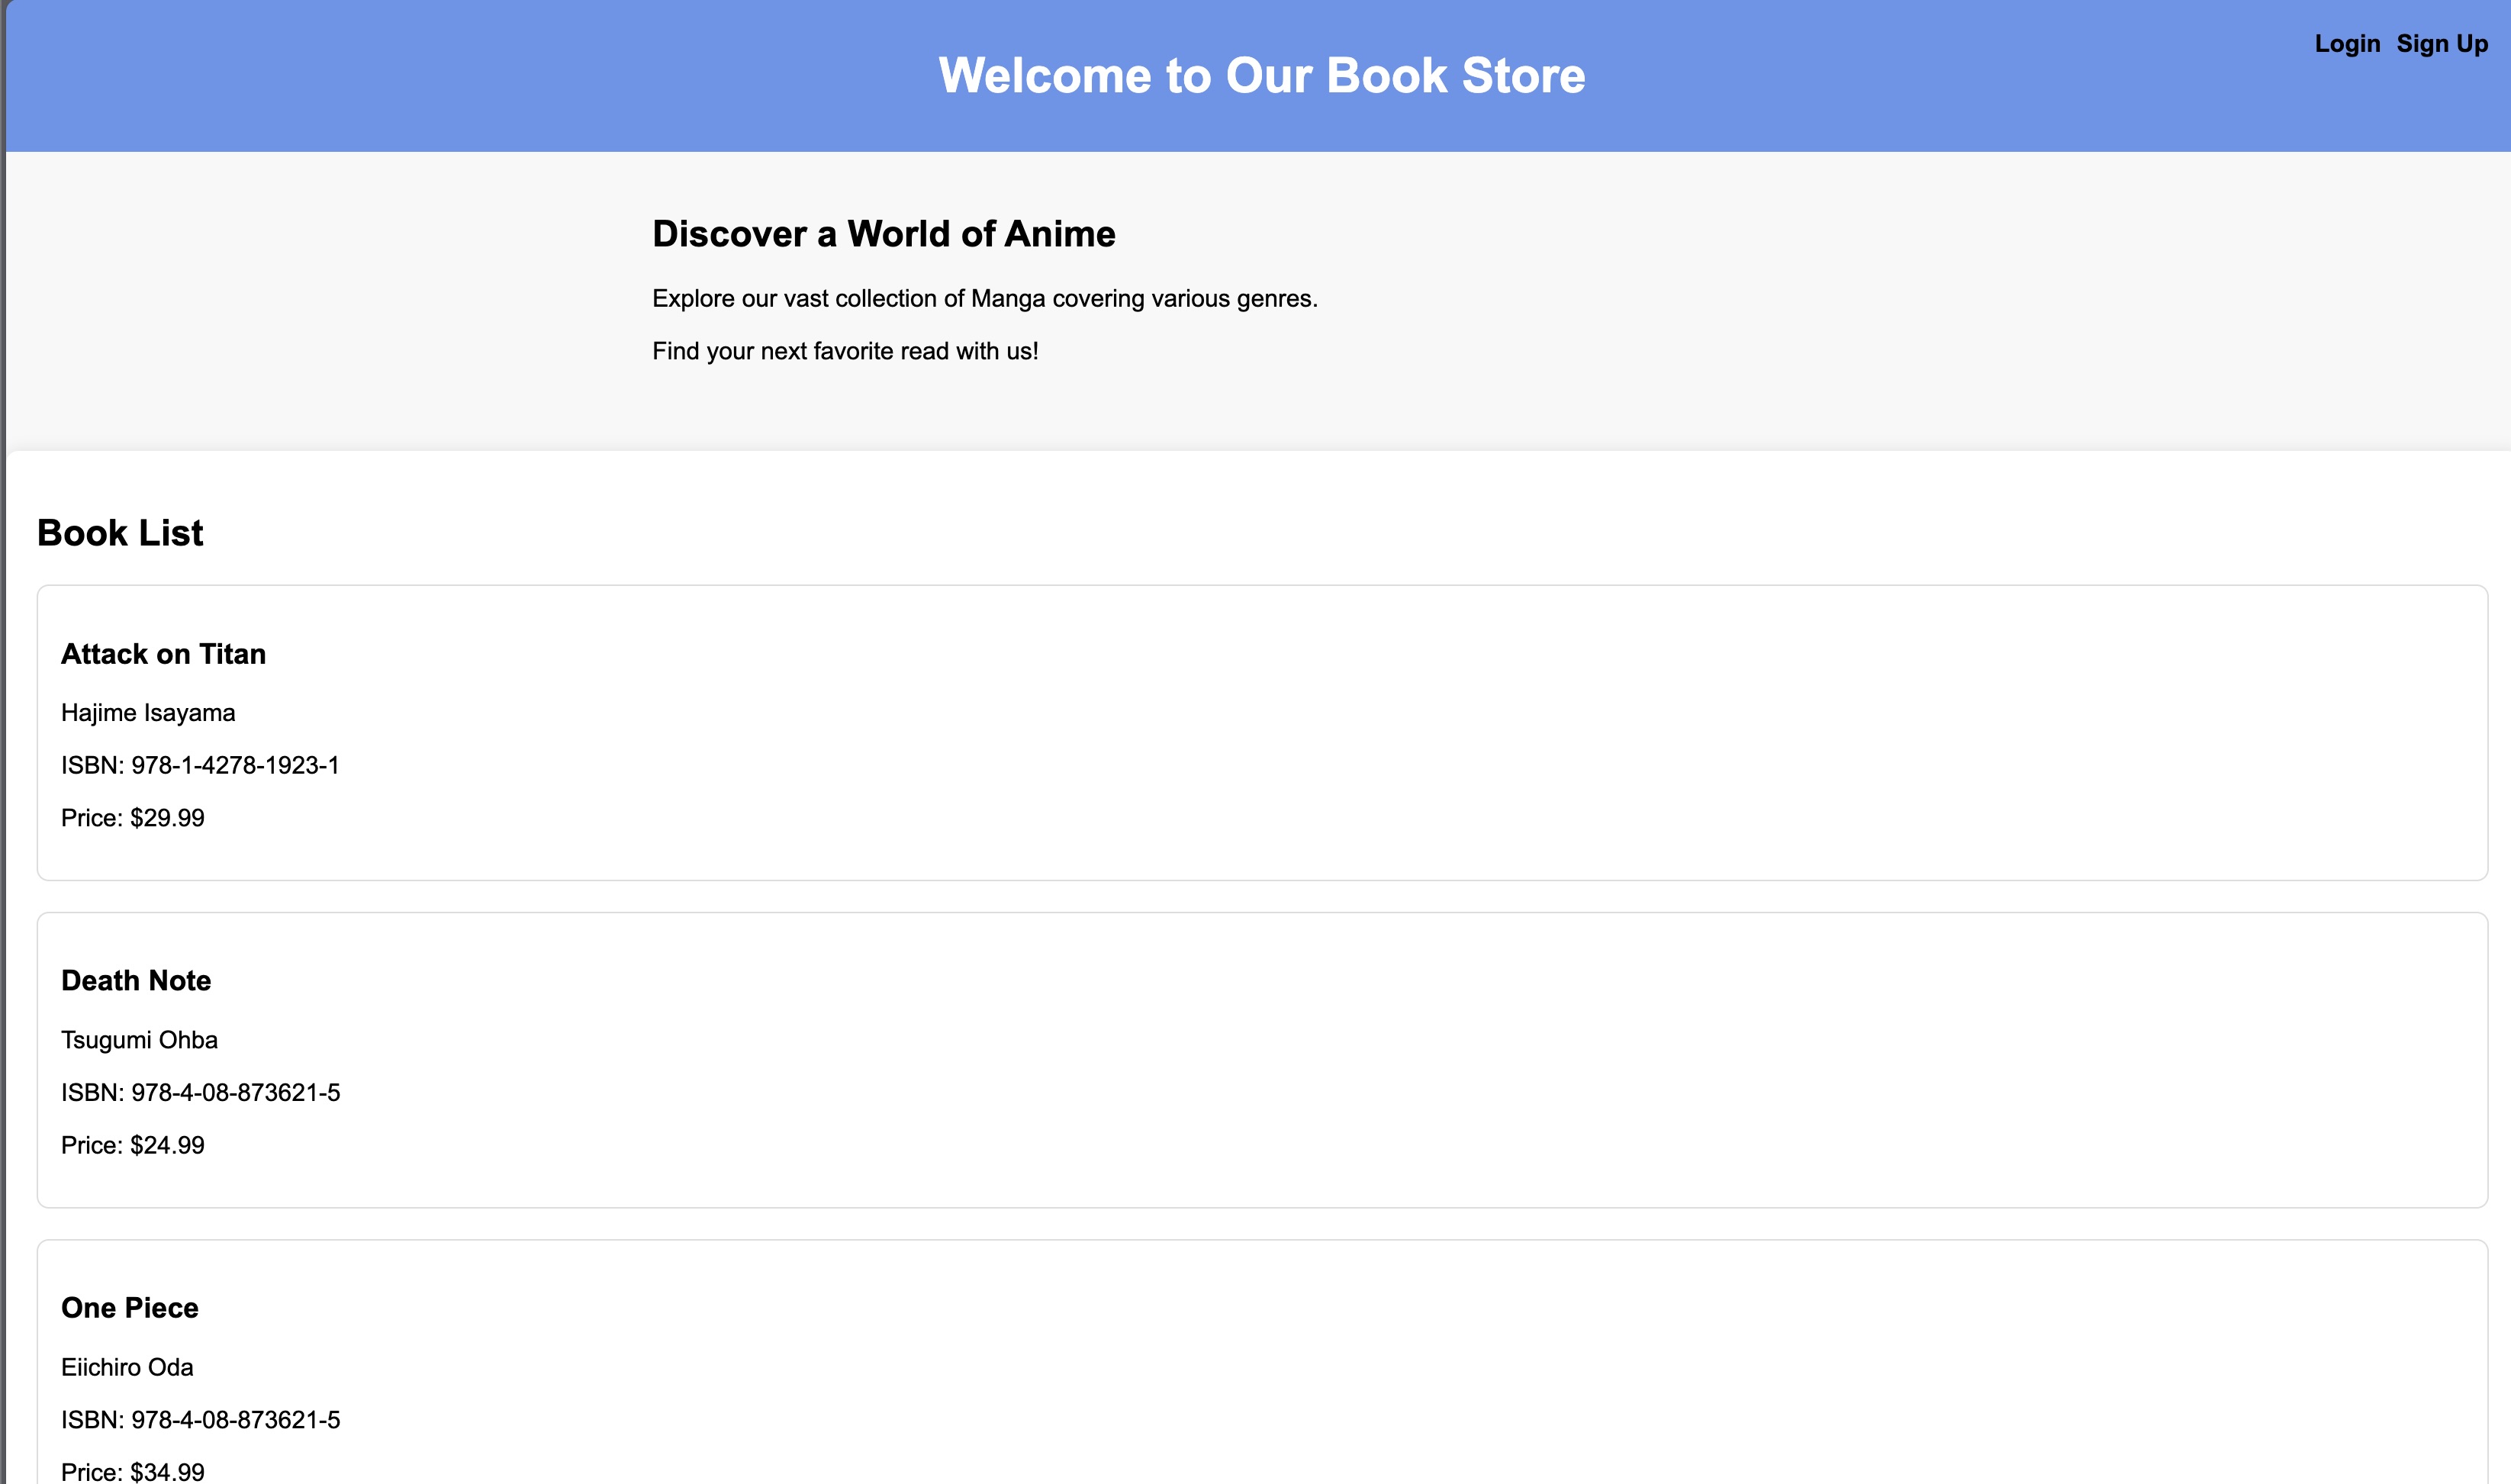 Login Sign Up
Welcome to Our Book Store
Discover a World of Anime
Explore our vast collection of Manga covering various genres.
Find your next favorite read with us!
Book List
Attack on Titan
Hajime Isayama
ISBN: 978-1-4278-1923-1
Price: $29.99
Death Note
Tsugumi Ohba
ISBN: 978-4-08-873621-5
Price: $24.99
One Piece
Eiichiro Oda
ISBN: 978-4-08-873621-5
Price: $34.99